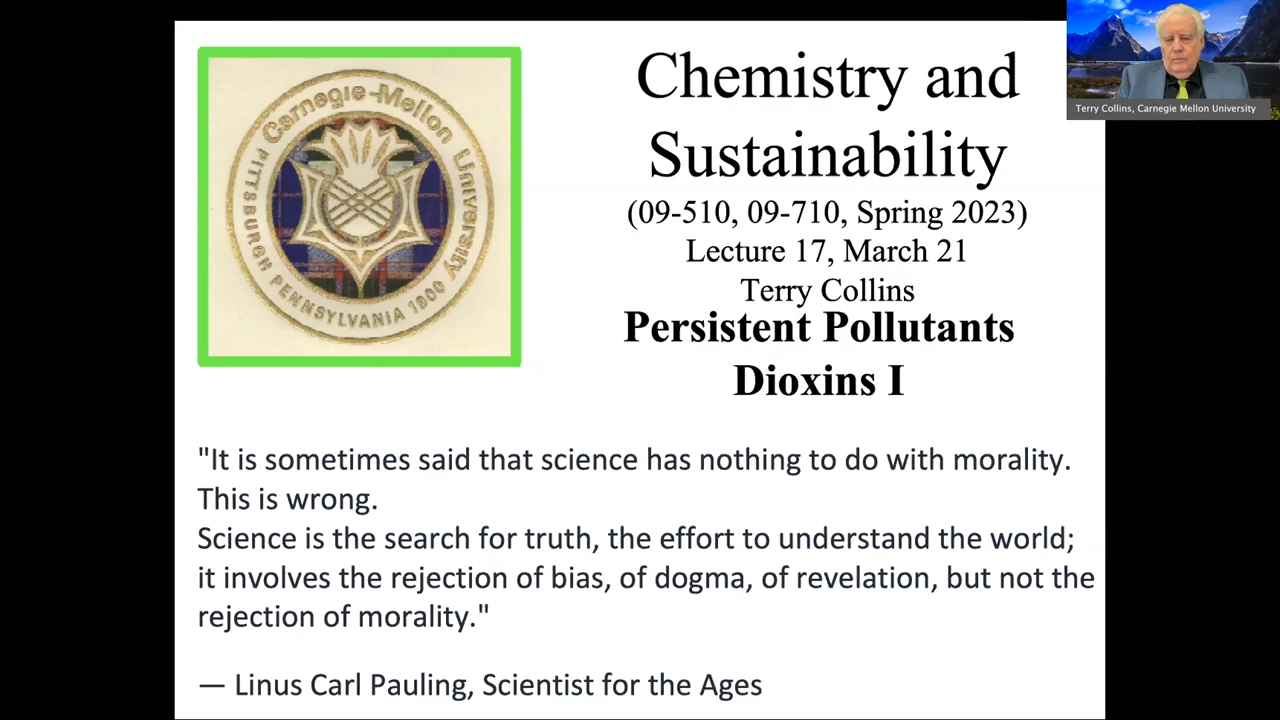 Carnegie-Mellon University
PITTSBURGH PENNSYLVANIA 1900
Chemistry and
Sustainability
(09-510, 09-710, Spring 2023)
Lecture 17, March 21
Terry Collins
Persistent Pollutants
Dioxins I
Terry Collins, Carnegie Mellon University
"It is sometimes said that science has nothing to do with morality.
This is wrong.
Science is the search for truth, the effort to understand the world;
it involves the rejection of bias, of dogma, of revelation, but not the
rejection of morality."
— Linus Carl Pauling, Scientist for the Ages